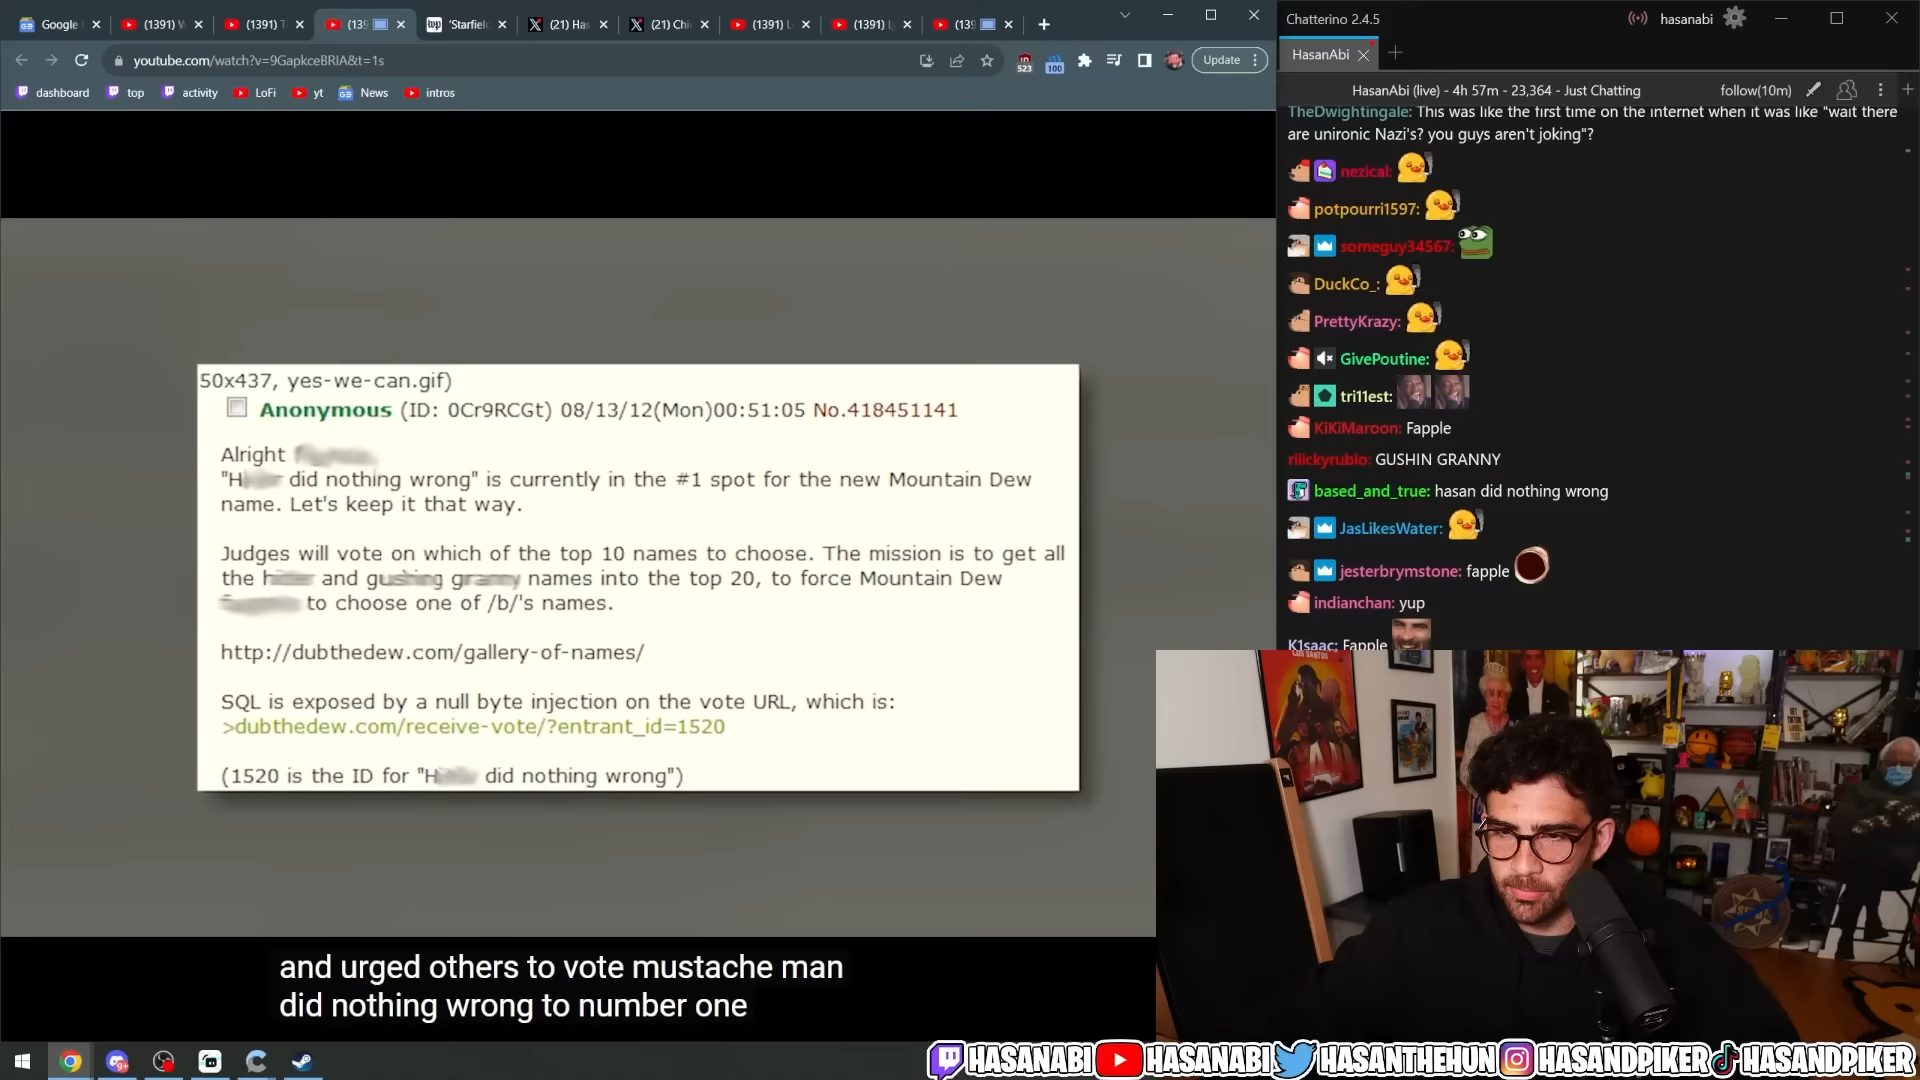 Google
(1391) V
(1391) T
(139
'Starfiel
(21) Has
(21) Chi
(1391) L
(1391) Ly
(139
youtube.com/watch?v=9GapkceBRIA&t=1s
523
100
Update
dashboard
top
activity
LoFi
yt
News
intros
50x437, yes-we-can.gif)
Anonymous (ID: 0Cr9RCGt) 08/13/12(Mon)00:51:05 No.418451141
Alright
"H did nothing wrong" is currently in the #1 spot for the new Mountain Dew
name. Let's keep it that way.
Judges will vote on which of the top 10 names to choose. The mission is to get all
the and gushing granny names into the top 20, to force Mountain Dew
to choose one of /b/'s names.
http://dubthedew.com/gallery-of-names/
SQL is exposed by a null byte injection on the vote URL, which is:
>dubthedew.com/receive-vote/?entrant_id=1520
(1520 is the ID for "H did nothing wrong")
and urged others to vote mustache man
did nothing wrong to number one
Chatterino 2.4.5
hasanabi
HasanAbi
HasanAbi (live) - 4h 57m - 23,364 - Just Chatting
follow(10m)
TheDwightingale: This was like the first time on the internet when it was like "wait there
are unironic Nazi's? you guys aren't joking"?
nezical:
potpourri1597:
someguy34567:
DuckCo_:
PrettyKrazy:
GivePoutine:
tri11est:
KiKiMaroon: Fapple
riiickyrubio: GUSHIN GRANNY
based_and_true: hasan did nothing wrong
JasLikesWater:
jesterbrymstone: fapple
indianchan: yup
K1saac: Fapple
HASANABI
HASANABI
HASANTHEHUN
HASANDPIKER
HASANDPIKER